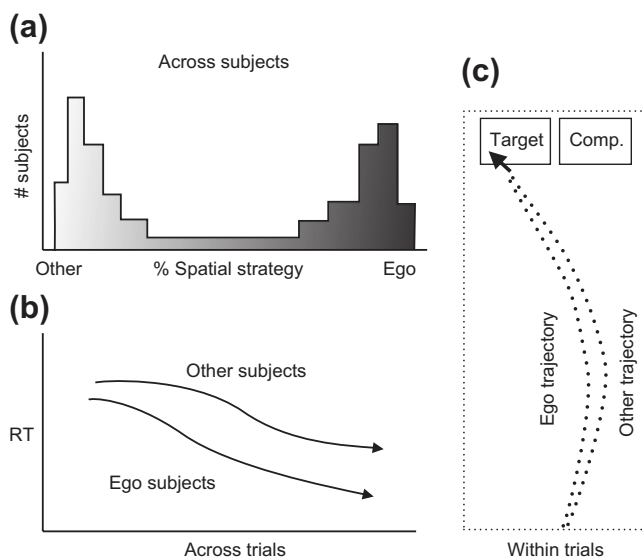 (a)
Across subjects
# subjects
Other
% Spatial strategy
Ego
(b)
Other subjects
RT
Ego subjects
Across trials
(c)
Target
Comp.
Ego trajectory
Other trajectory
Within trials